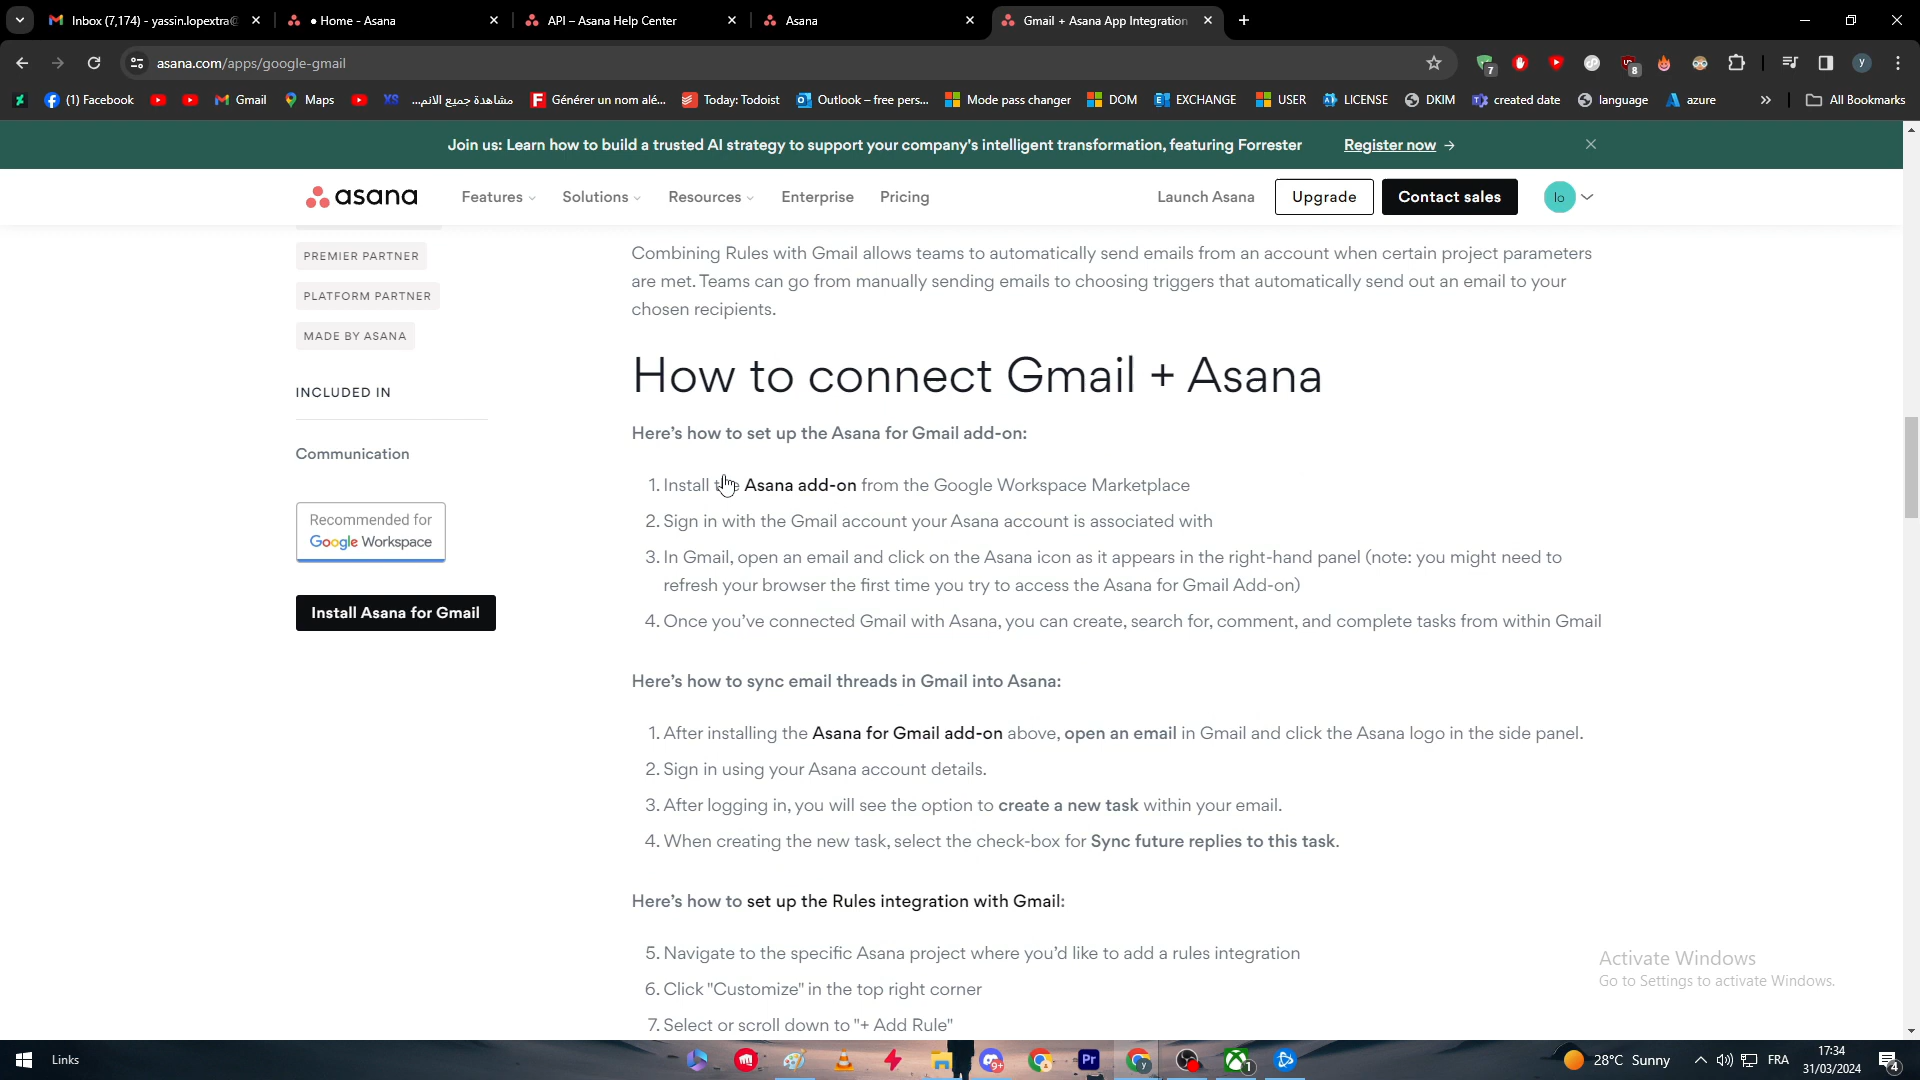 Inbox (7,174) - yassin.lopextra@
• Home - Asana
API – Asana Help Center
Asana
Gmail + Asana App Integration
asana.com/apps/google-gmail
7
8
y
(1) Facebook
Gmail
Maps
XS
مشاهدة جميع الانم...
Générer un nom alé...
Today: Todoist
Outlook – free pers...
Mode pass changer
DOM
EXCHANGE
USER
LICENSE
DKIM
created date
language
azure
»
All Bookmarks
Join us: Learn how to build a trusted AI strategy to support your company's intelligent transformation, featuring Forrester
Register now →
asana
Features
Solutions
Resources
Enterprise
Pricing
Launch Asana
Upgrade
Contact sales
lo
PREMIER PARTNER
PLATFORM PARTNER
MADE BY ASANA
INCLUDED IN
Communication
Recommended for
Google Workspace
Install Asana for Gmail
Combining Rules with Gmail allows teams to automatically send emails from an account when certain project parameters
are met. Teams can go from manually sending emails to choosing triggers that automatically send out an email to your
chosen recipients.
How to connect Gmail + Asana
Here's how to set up the Asana for Gmail add-on:
1. Install the Asana add-on from the Google Workspace Marketplace
2. Sign in with the Gmail account your Asana account is associated with
3. In Gmail, open an email and click on the Asana icon as it appears in the right-hand panel (note: you might need to
refresh your browser the first time you try to access the Asana for Gmail Add-on)
4. Once you've connected Gmail with Asana, you can create, search for, comment, and complete tasks from within Gmail
Here's how to sync email threads in Gmail into Asana:
1. After installing the Asana for Gmail add-on above, open an email in Gmail and click the Asana logo in the side panel.
2. Sign in using your Asana account details.
3. After logging in, you will see the option to create a new task within your email.
4. When creating the new task, select the check-box for Sync future replies to this task.
Here's how to set up the Rules integration with Gmail:
5. Navigate to the specific Asana project where you'd like to add a rules integration
6. Click "Customize" in the top right corner
7. Select or scroll down to "+ Add Rule"
Activate Windows
Go to Settings to activate Windows.
Links
9+
Pr
1
28°C Sunny
FRA
17:34
31/03/2024
4